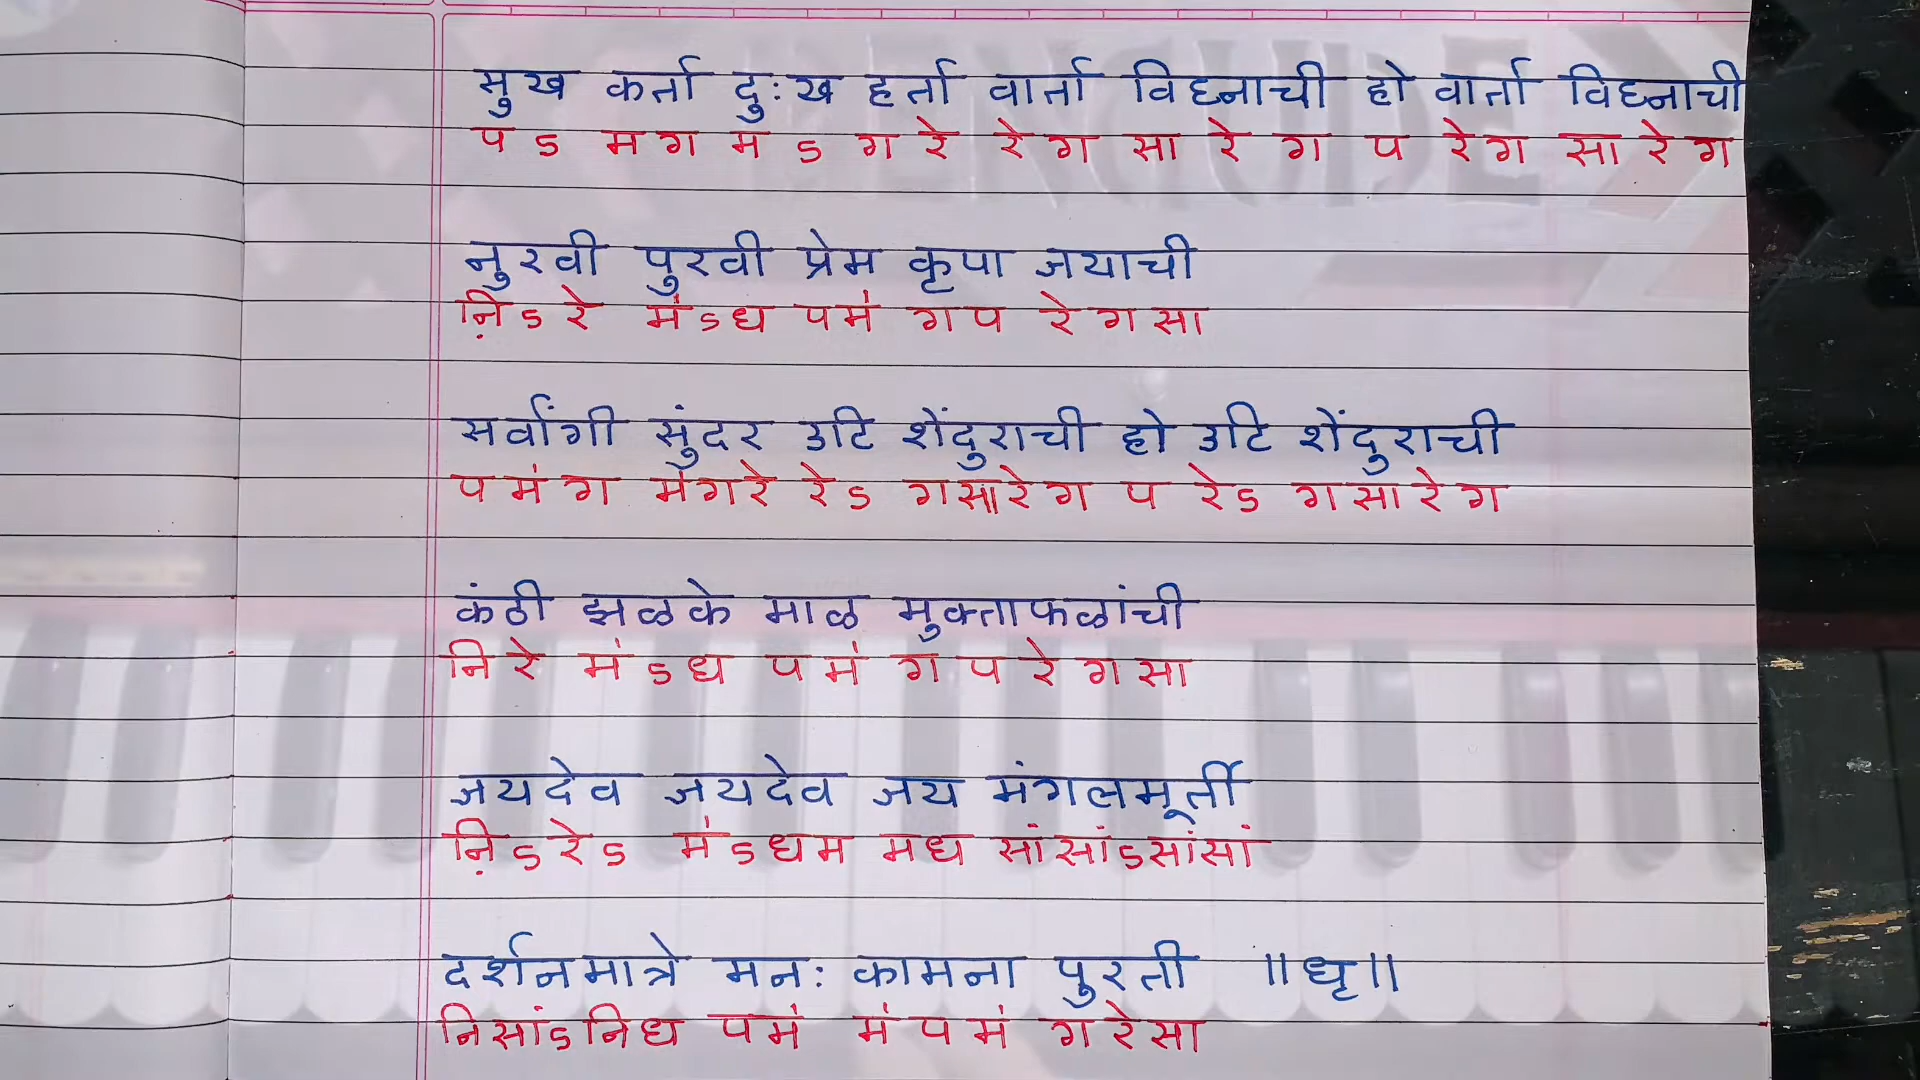 सुख कर्ता दुःख हर्ता वार्ता विघ्नाची हो वार्ता विघ्नाची
प ऽ म ग म ऽ ग रे रे ग सा रे ग प रे ग सा रे ग
नुरवी पुरवी प्रेम कृपा जयाची
नि़ ऽ रे मं ऽ ध प मं ग प रे ग सा
सर्वांगी सुंदर उटि शेंदुराची हो उटि शेंदुराची
प मं ग मं ग रे रे ऽ ग सा रे ग प रे ऽ ग सा रे ग
कंठी झळके माळ मुक्ताफळांची
नि रे मं ऽ ध प मं ग प रे ग सा
जयदेव जयदेव जय मंगलमूर्ती
नि़ ऽ रे ऽ मं ऽ ध म म ध सां सां ऽ सां सां
दर्शनमात्रे मनः कामना पुरती ॥धृ॥
नि सां ऽ नि ध प मं मं प मं ग रे सा